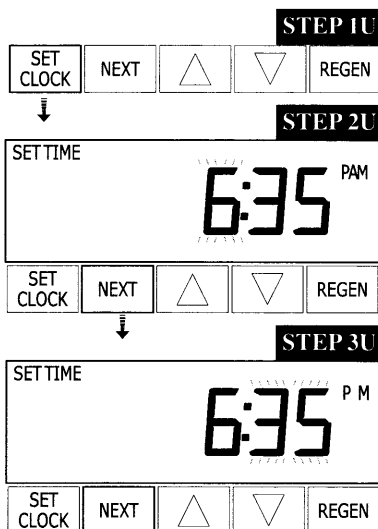 STEP 1U
SET CLOCK NEXT REGEN
STEP 2U
SET TIME
6:35 PAM
SET CLOCK NEXT REGEN
STEP 3U
SET TIME
6:35 P M
SET CLOCK NEXT REGEN